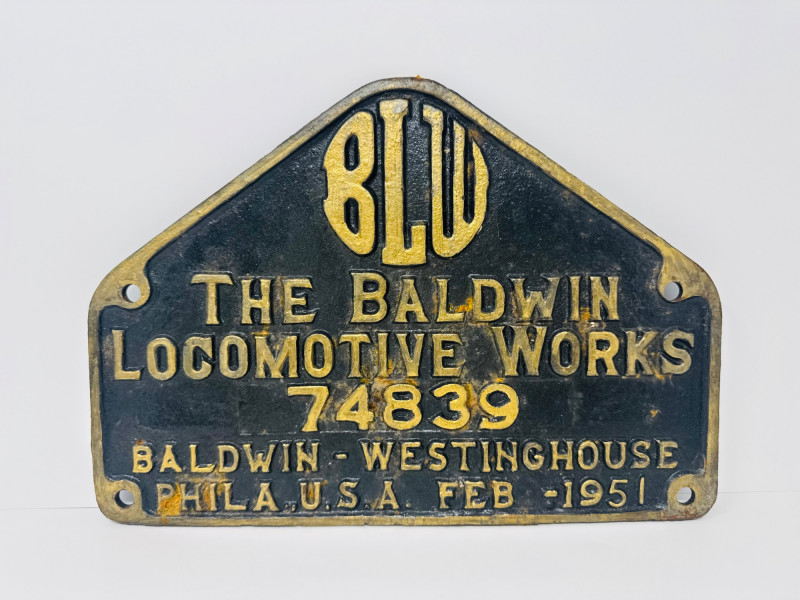 BLW
THE BALDWIN
LOCOMOTIVE WORKS
74839
BALDWIN - WESTINGHOUSE
PHILA., U.S.A. FEB - 1951